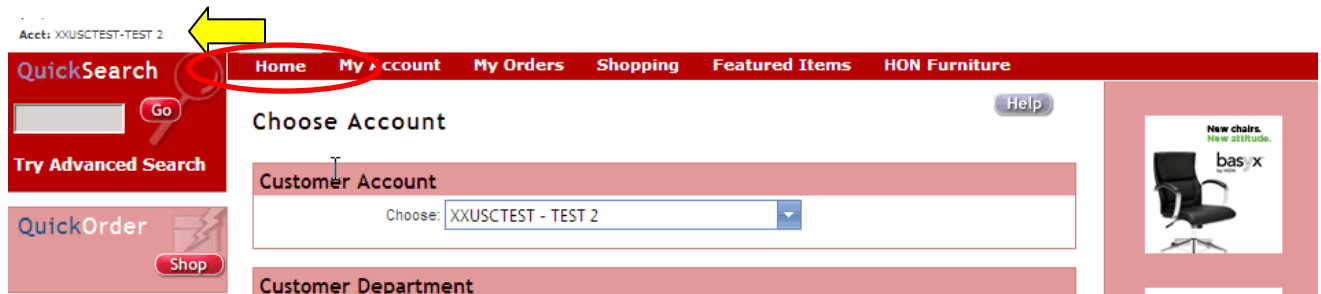 Acct: XXUSCTEST-TEST 2
QuickSearch
Go
Try Advanced Search
QuickOrder
Shop
Home My Account My Orders Shopping Featured Items HON Furniture
Help
Choose Account
Customer Account
Choose: XXUSCTEST - TEST 2
Customer Department
New chairs.
New attitude.
basyx
by HON